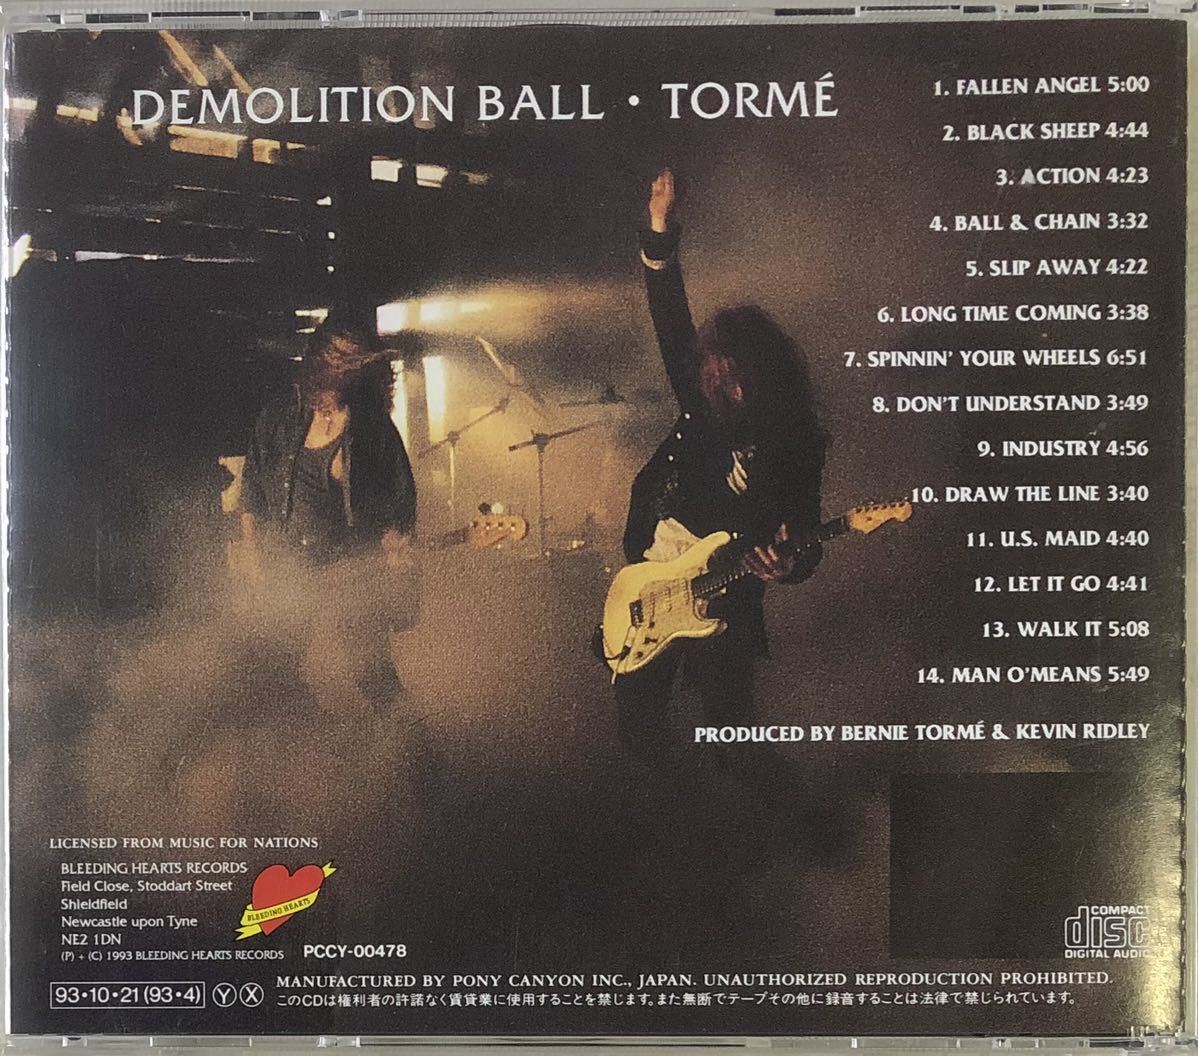 DEMOLITION BALL • TORMÉ
1. FALLEN ANGEL 5:00
2. BLACK SHEEP 4:44
3. ACTION 4:23
4. BALL & CHAIN 3:32
5. SLIP AWAY 4:22
6. LONG TIME COMING 3:38
7. SPINNIN' YOUR WHEELS 6:51
8. DON'T UNDERSTAND 3:49
9. INDUSTRY 4:56
10. DRAW THE LINE 3:40
11. U.S. MAID 4:40
12. LET IT GO 4:41
13. WALK IT 5:08
14. MAN O'MEANS 5:49
PRODUCED BY BERNIE TORMÉ & KEVIN RIDLEY
LICENSED FROM MUSIC FOR NATIONS
BLEEDING HEARTS RECORDS
Field Close, Stoddart Street
Shieldfield
Newcastle upon Tyne
NE2 1DN
(P) + (C) 1993 BLEEDING HEARTS RECORDS
BLEEDING HEARTS
PCCY-00478
COMPACT
disc
DIGITAL AUDIO
MANUFACTURED BY PONY CANYON INC., JAPAN. UNAUTHORIZED REPRODUCTION PROHIBITED.
93・10・21 (93・4) Y X
このCDは権利者の許諾なく賃貸業に使用することを禁じます。また無断でテープその他に録音することは法律で禁じられています。